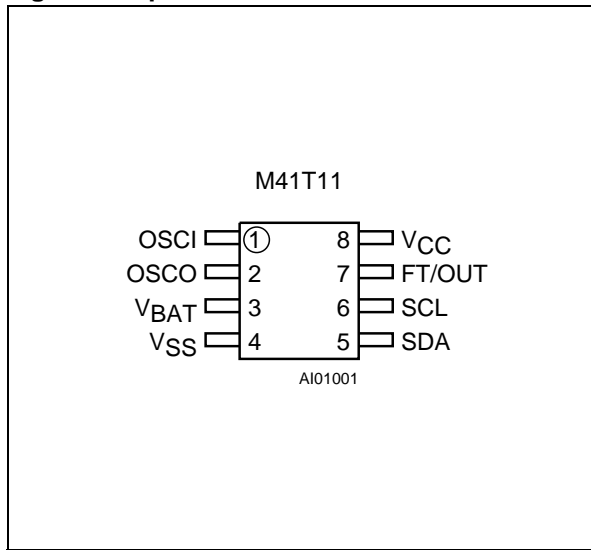 M41T11
OSCI 1 8 VCC
OSCO 2 7 FT/OUT
VBAT 3 6 SCL
VSS 4 5 SDA
AI01001